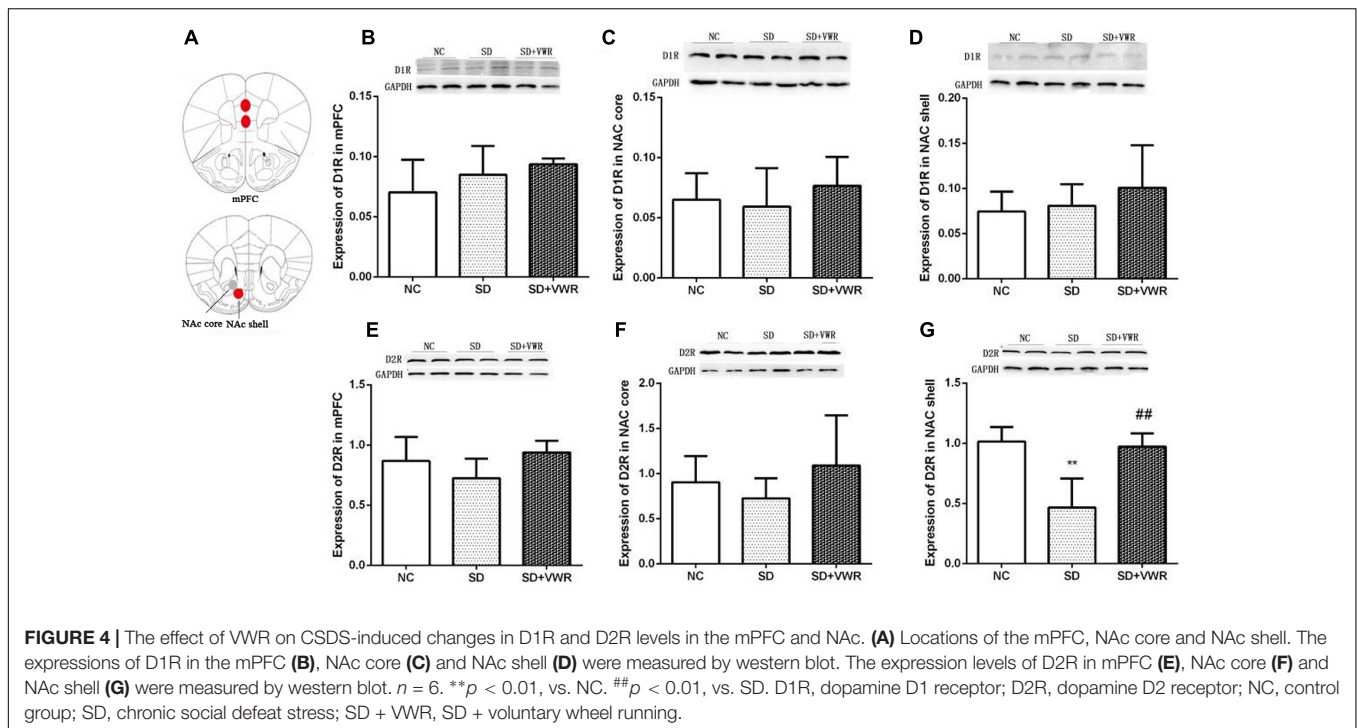 A
mPFC
NAc core NAc shell
B
NC SD SD+VWR
D1R
GAPDH
Expression of D1R in mPFC
0.15
0.10
0.05
0.00
NC SD SD+VWR
C
NC SD SD+VWR
D1R
GAPDH
Expression of D1R in NAC core
0.15
0.10
0.05
0.00
NC SD SD+VWR
D
NC SD SD+VWR
D1R
GAPDH
Expression of D1R in NAC shell
0.20
0.15
0.10
0.05
0.00
NC SD SD+VWR
E
NC SD SD+VWR
D2R
GAPDH
Expression of D2R in mPFC
1.5
1.0
0.5
0.0
NC SD SD+VWR
F
NC SD SD+VWR
D2R
GAPDH
Expression of D2R in NAC core
2.0
1.5
1.0
0.5
0.0
NC SD SD+VWR
G
NC SD SD+VWR
D2R
GAPDH
Expression of D2R in NAC shell
1.5
1.0
0.5
0.0
**
##
NC SD SD+VWR
FIGURE 4 | The effect of VWR on CSDS-induced changes in D1R and D2R levels in the mPFC and NAc. (A) Locations of the mPFC, NAc core and NAc shell. The
expressions of D1R in the mPFC (B), NAc core (C) and NAc shell (D) were measured by western blot. The expression levels of D2R in mPFC (E), NAc core (F) and
NAc shell (G) were measured by western blot. n = 6. **p < 0.01, vs. NC. ##p < 0.01, vs. SD. D1R, dopamine D1 receptor; D2R, dopamine D2 receptor; NC, control
group; SD, chronic social defeat stress; SD + VWR, SD + voluntary wheel running.